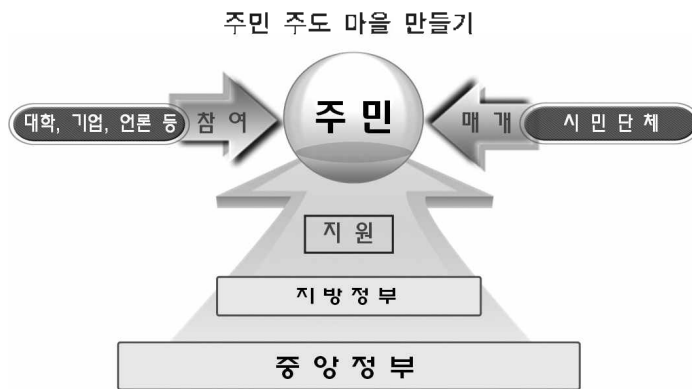 주민 주도 마을 만들기
대학, 기업, 언론 등 참여 주민 매개 시민단체
지원
지방정부
중앙정부